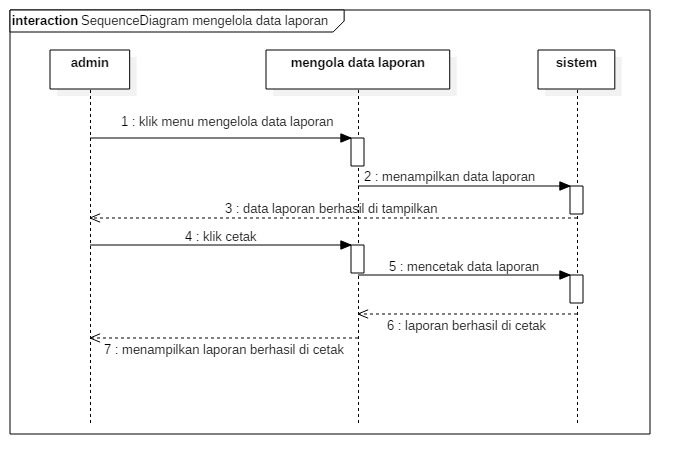 interaction SequenceDiagram mengelola data laporan
admin
mengola data laporan
sistem
1 : klik menu mengelola data laporan
2 : menampilkan data laporan
3 : data laporan berhasil di tampilkan
4 : klik cetak
5 : mencetak data laporan
6 : laporan berhasil di cetak
7 : menampilkan laporan berhasil di cetak